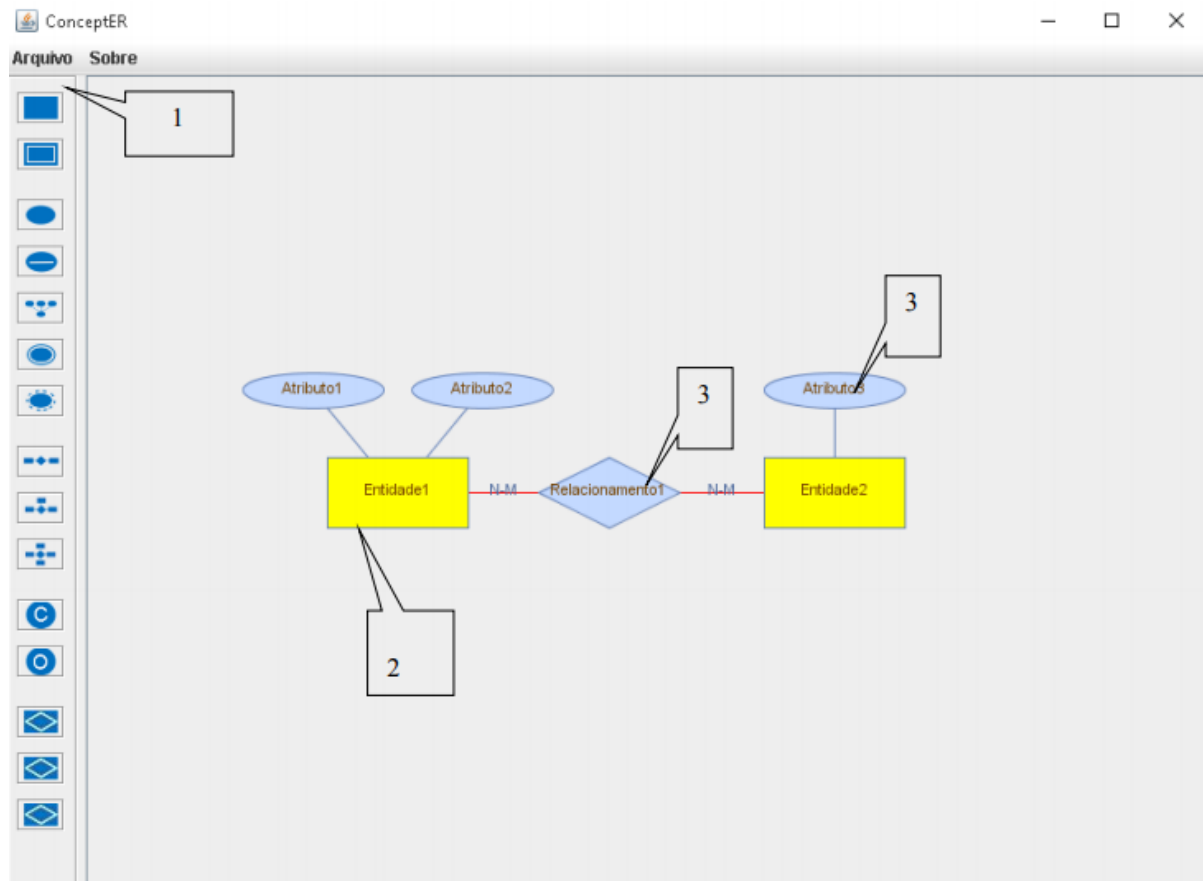 ConceptER
Arquivo Sobre
1
3
3
Atributo1 Atributo2 Atributo3
Entidade1 N-M Relacionamento1 N-M Entidade2
2
C
O